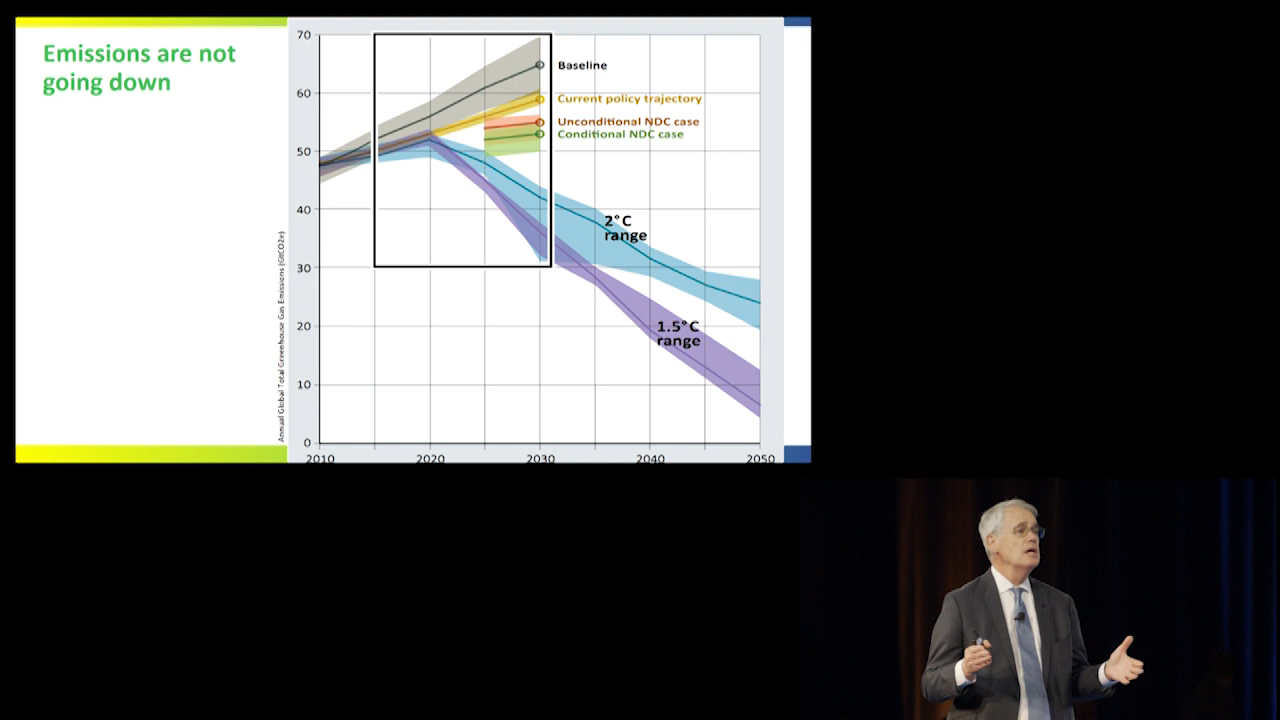 Emissions are not
going down
Annual Global Total Greenhouse Gas Emissions (GtCO2e)
70
60
50
40
30
20
10
0
Baseline
Current policy trajectory
Unconditional NDC case
Conditional NDC case
2°C
range
1.5°C
range
2010
2020
2030
2040
2050